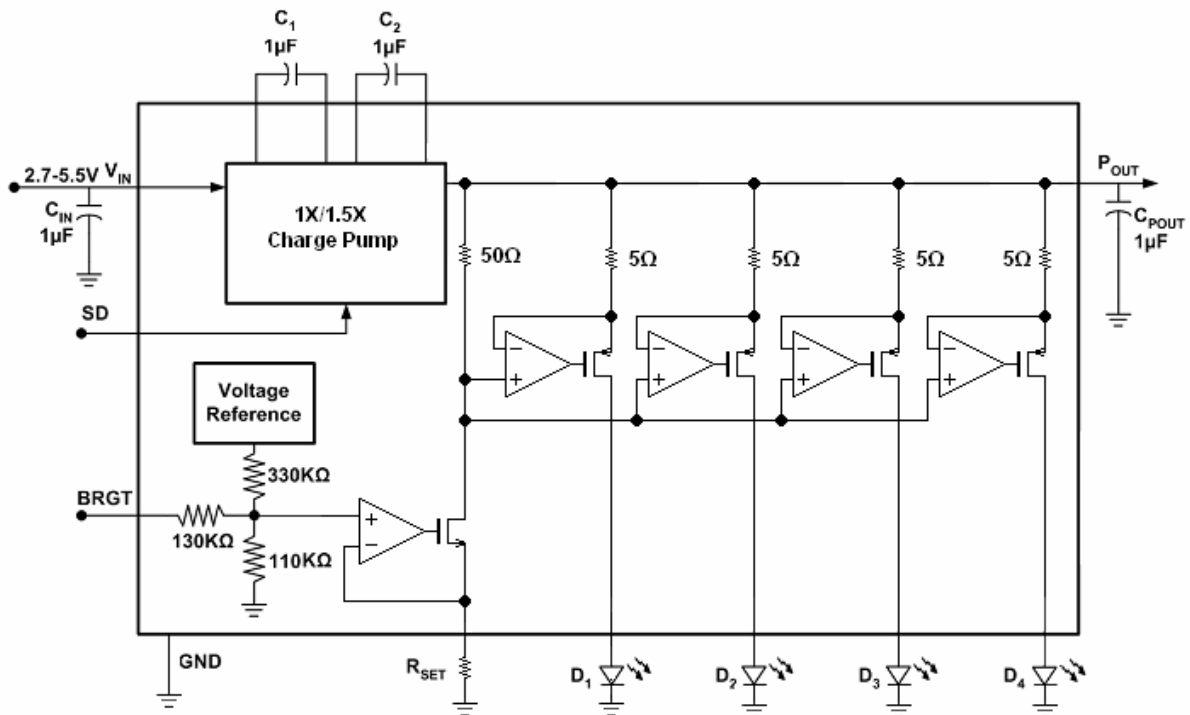 C1
1µF
C2
1µF
2.7-5.5V VIN
CIN
1µF
1X/1.5X
Charge Pump
POUT
CPOUT
1µF
50Ω
5Ω
5Ω
5Ω
5Ω
SD
−
+
−
+
−
+
−
+
Voltage
Reference
330KΩ
BRGT
130KΩ
110KΩ
+
−
GND
RSET
D1
D2
D3
D4